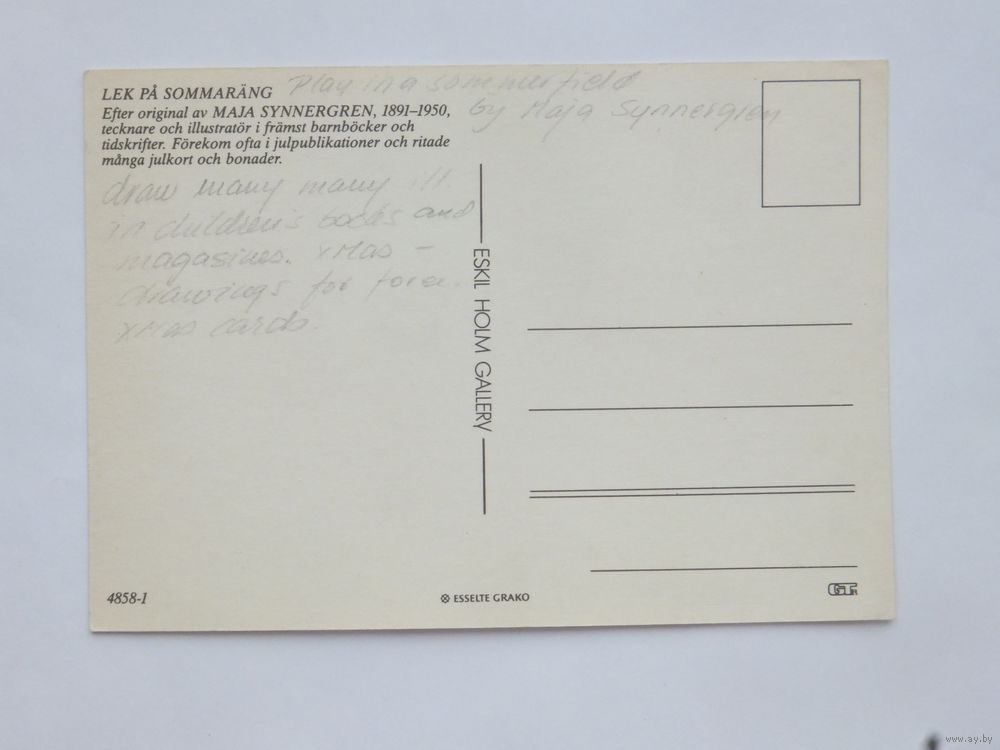 LEK PÅ SOMMARÄNG
Play in a sommerfield
Efter original av MAJA SYNNERGREN, 1891–1950,
by Maja Synnergren
tecknare och illustratör i främst barnböcker och
tidskrifter. Förekom ofta i julpublikationer och ritade
många julkort och bonader.
draw many many ill.
in children's books and
magasines. XMas –
drawings for
XMas cards.
ESKIL HOLM GALLERY
4858-1
ESSELTE GRAKO
www.ay.by